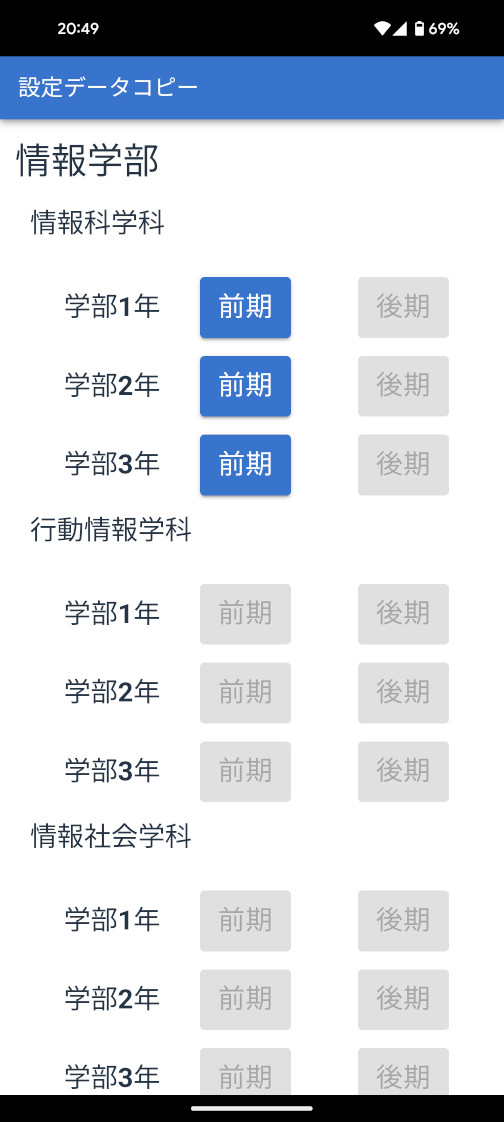 20:49 69%
設定データコピー
情報学部
情報科学科
学部1年 前期 後期
学部2年 前期 後期
学部3年 前期 後期
行動情報学科
学部1年 前期 後期
学部2年 前期 後期
学部3年 前期 後期
情報社会学科
学部1年 前期 後期
学部2年 前期 後期
学部3年 前期 後期